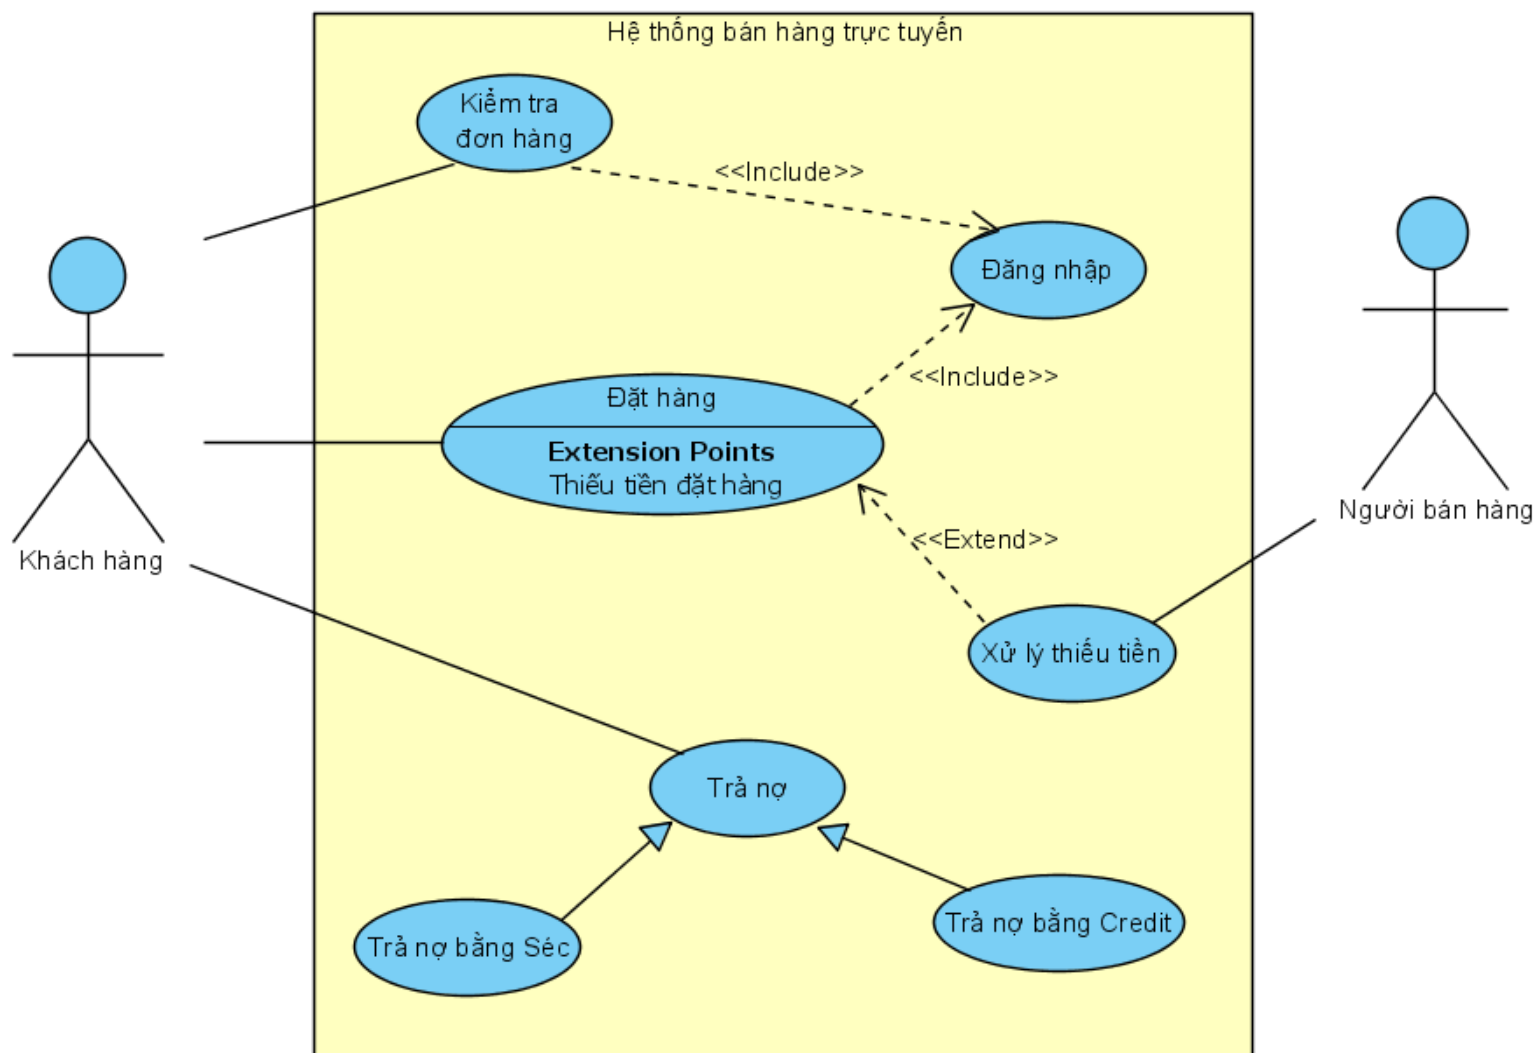 Hệ thống bán hàng trực tuyến
Kiểm tra
đơn hàng
<<Include>>
Đăng nhập
<<Include>>
Đặt hàng
Extension Points
Thiếu tiền đặt hàng
<<Extend>>
Người bán hàng
Khách hàng
Xử lý thiếu tiền
Trả nợ
Trả nợ bằng Séc
Trả nợ bằng Credit